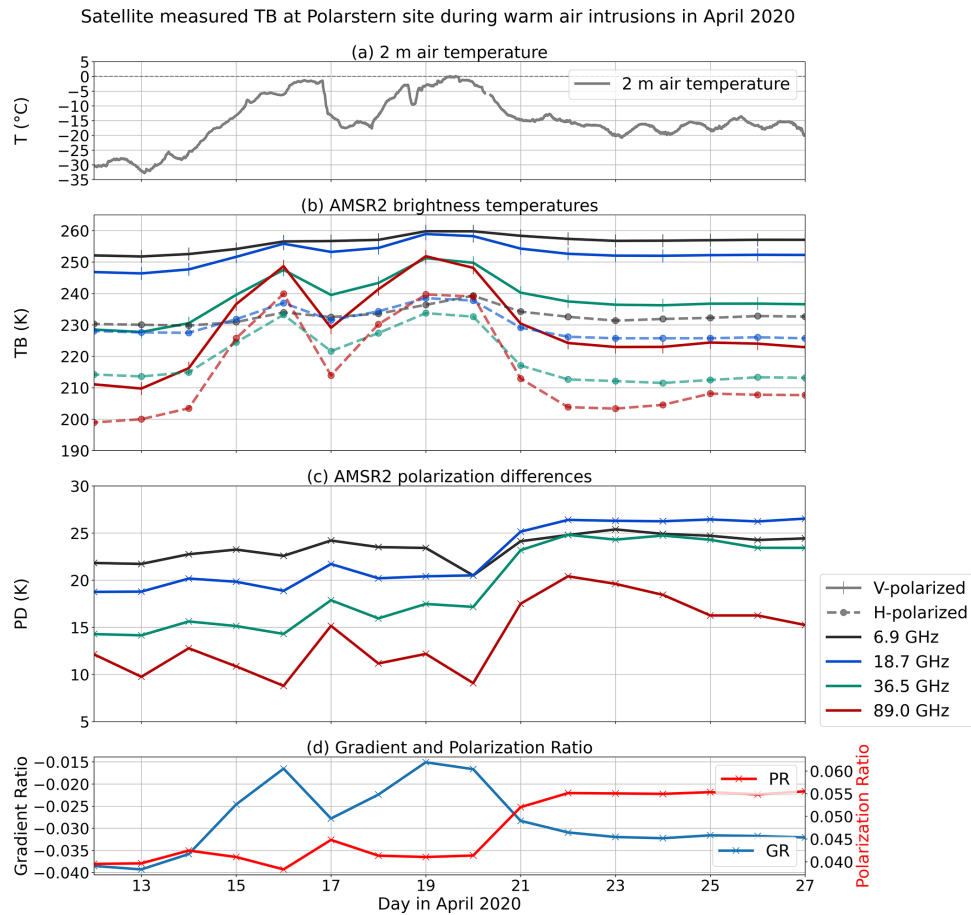 Satellite measured TB at Polarstern site during warm air intrusions in April 2020
(a) 2 m air temperature
5
0
−5
−10
−15
−20
−25
−30
−35
T (°C)
2 m air temperature
(b) AMSR2 brightness temperatures
260
250
240
230
220
210
200
190
TB (K)
(c) AMSR2 polarization differences
30
25
20
15
10
5
PD (K)
V-polarized
H-polarized
6.9 GHz
18.7 GHz
36.5 GHz
89.0 GHz
(d) Gradient and Polarization Ratio
−0.015
−0.020
−0.025
−0.030
−0.035
−0.040
Gradient Ratio
PR
GR
0.060
0.055
0.050
0.045
0.040
Polarization Ratio
13
15
17
19
21
23
25
27
Day in April 2020